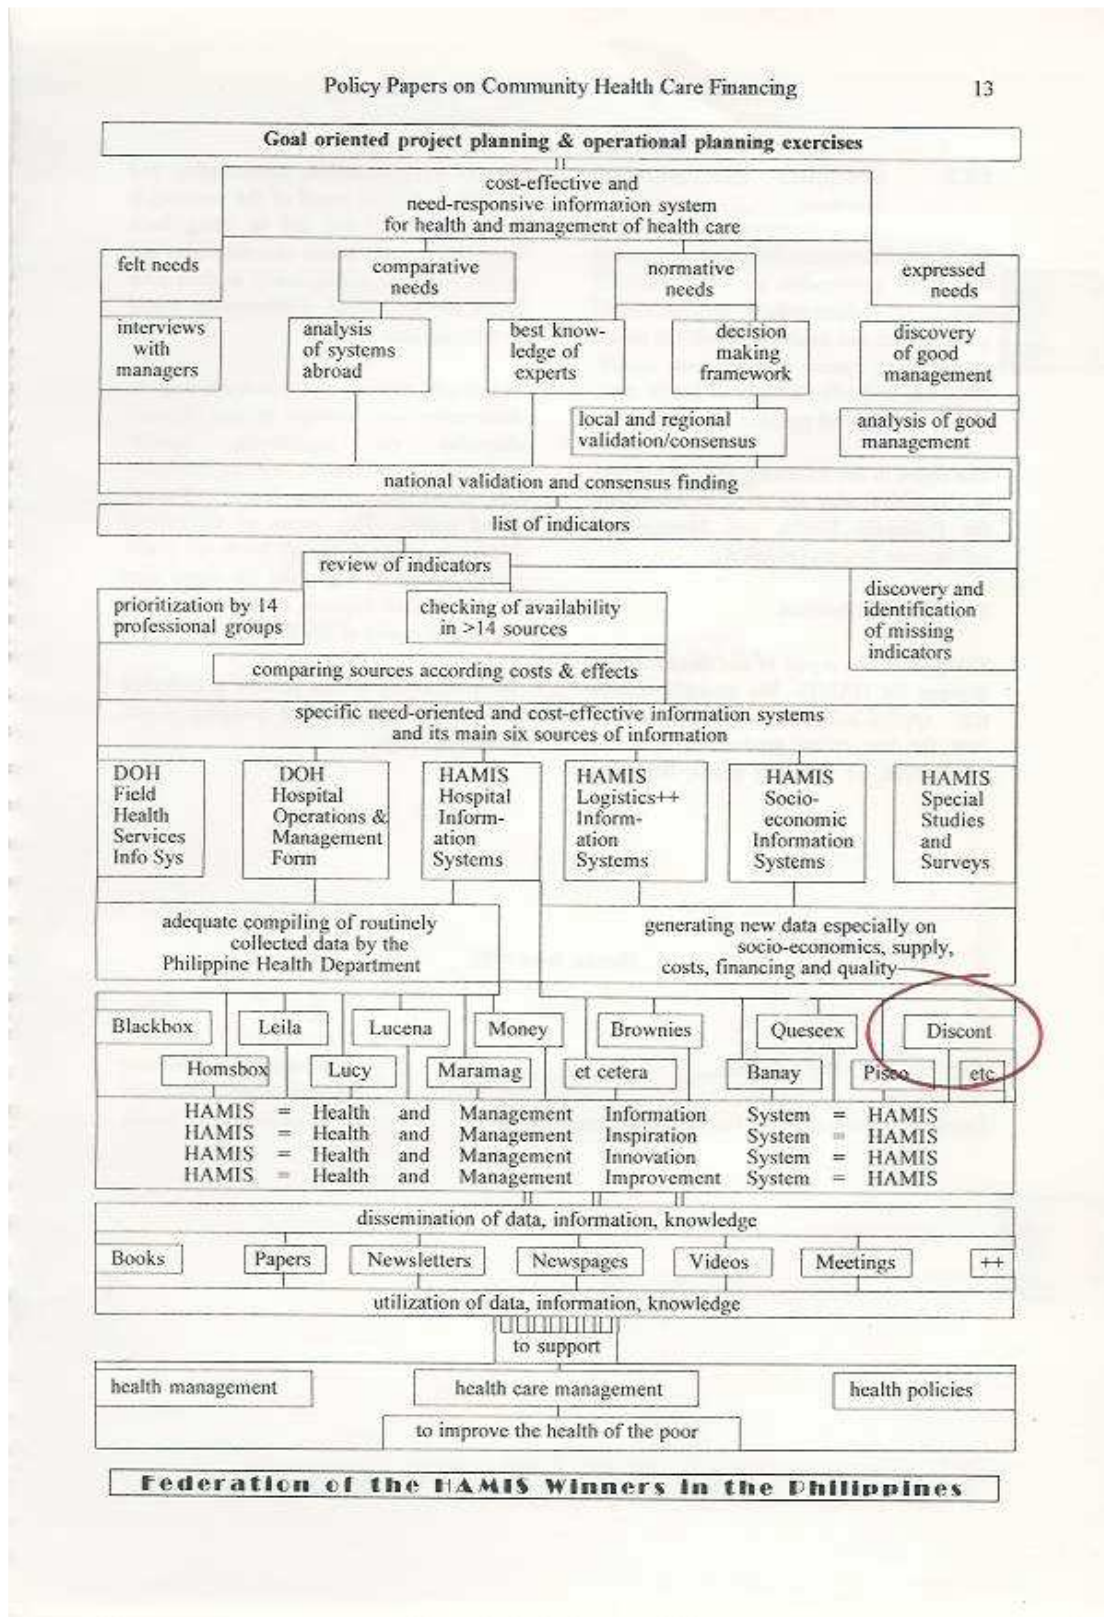 Policy Papers on Community Health Care Financing 13
Goal oriented project planning & operational planning exercises
cost-effective and
need-responsive information system
for health and management of health care
felt needs
comparative
needs
normative
needs
expressed
needs
interviews
with
managers
analysis
of systems
abroad
best know-
ledge of
experts
decision
making
framework
discovery
of good
management
local and regional
validation/consensus
analysis of good
management
national validation and consensus finding
list of indicators
review of indicators
prioritization by 14
professional groups
checking of availability
in >14 sources
discovery and
identification
of missing
indicators
comparing sources according costs & effects
specific need-oriented and cost-effective information systems
and its main six sources of information
DOH
Field
Health
Services
Info Sys
DOH
Hospital
Operations &
Management
Form
HAMIS
Hospital
Inform-
ation
Systems
HAMIS
Logistics++
Inform-
ation
Systems
HAMIS
Socio-
economic
Information
Systems
HAMIS
Special
Studies
and
Surveys
adequate compiling of routinely
collected data by the
Philippine Health Department
generating new data especially on
socio-economics, supply,
costs, financing and quality
Blackbox Leila Lucena Money Brownies Queseex Discont
Homsbox Lucy Maramag et cetera Banay Pisco etc.
HAMIS = Health and Management Information System = HAMIS
HAMIS = Health and Management Inspiration System = HAMIS
HAMIS = Health and Management Innovation System = HAMIS
HAMIS = Health and Management Improvement System = HAMIS
dissemination of data, information, knowledge
Books Papers Newsletters Newspages Videos Meetings ++
utilization of data, information, knowledge
to support
health management health care management health policies
to improve the health of the poor
Federation of the HAMIS Winners in the Philippines